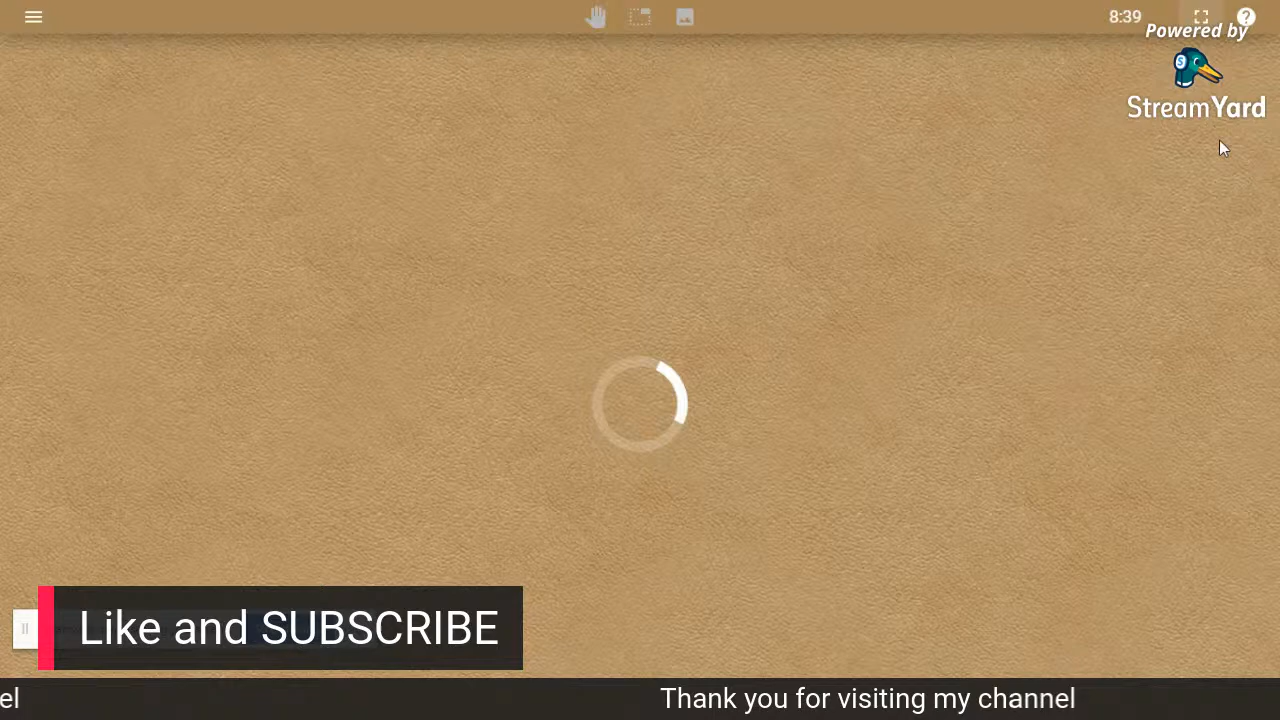 8:39
Powered by
StreamYard
Like and SUBSCRIBE
el
Thank you for visiting my channel